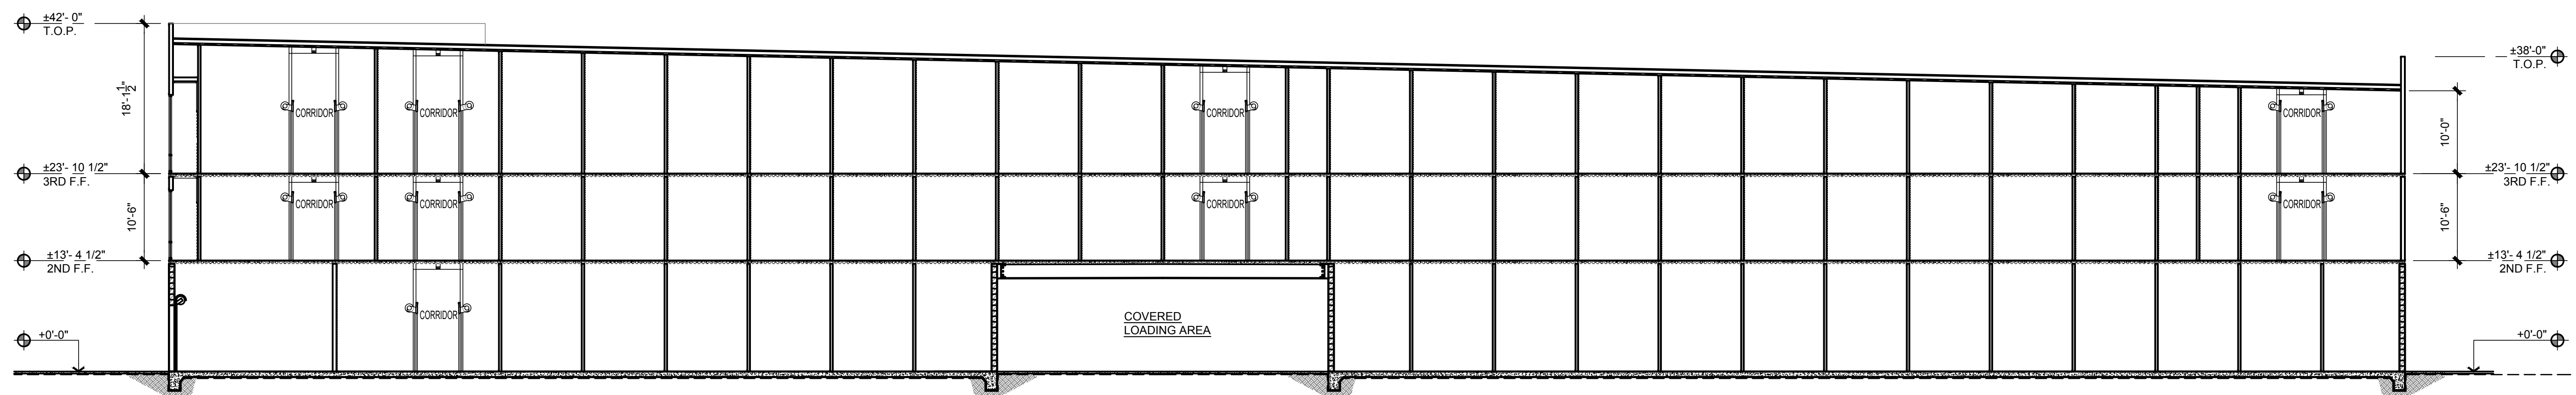 ±42'- 0"
T.O.P.
±38'-0"
T.O.P.
18'-1 1/2"
CORRIDOR
CORRIDOR
CORRIDOR
CORRIDOR
10'-0"
±23'- 10 1/2"
3RD F.F.
±23'- 10 1/2"
3RD F.F.
10'-6"
CORRIDOR
CORRIDOR
CORRIDOR
CORRIDOR
10'-6"
±13'- 4 1/2"
2ND F.F.
±13'- 4 1/2"
2ND F.F.
CORRIDOR
COVERED
LOADING AREA
+0'-0"
+0'-0"